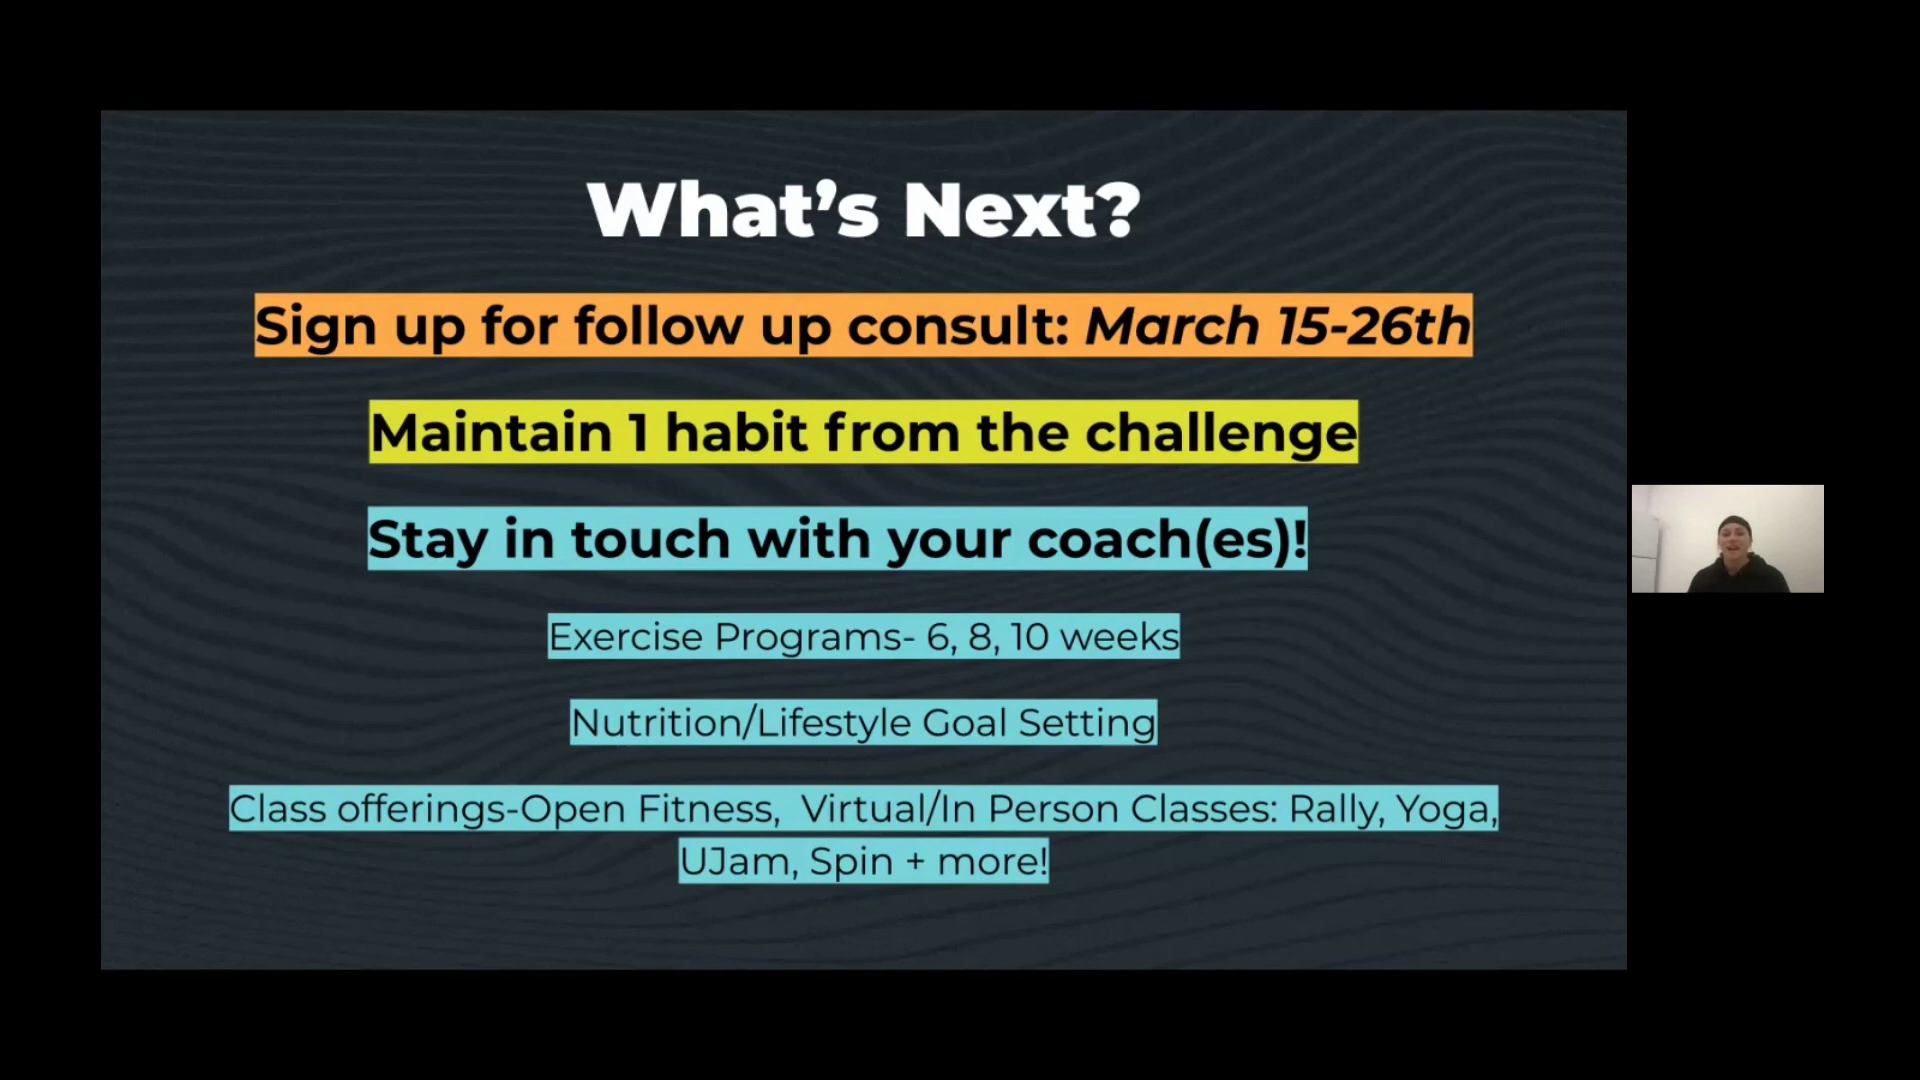 What’s Next?
Sign up for follow up consult: March 15-26th
Maintain 1 habit from the challenge
Stay in touch with your coach(es)!
Exercise Programs- 6, 8, 10 weeks
Nutrition/Lifestyle Goal Setting
Class offerings-Open Fitness,  Virtual/In Person Classes: Rally, Yoga,
UJam, Spin + more!